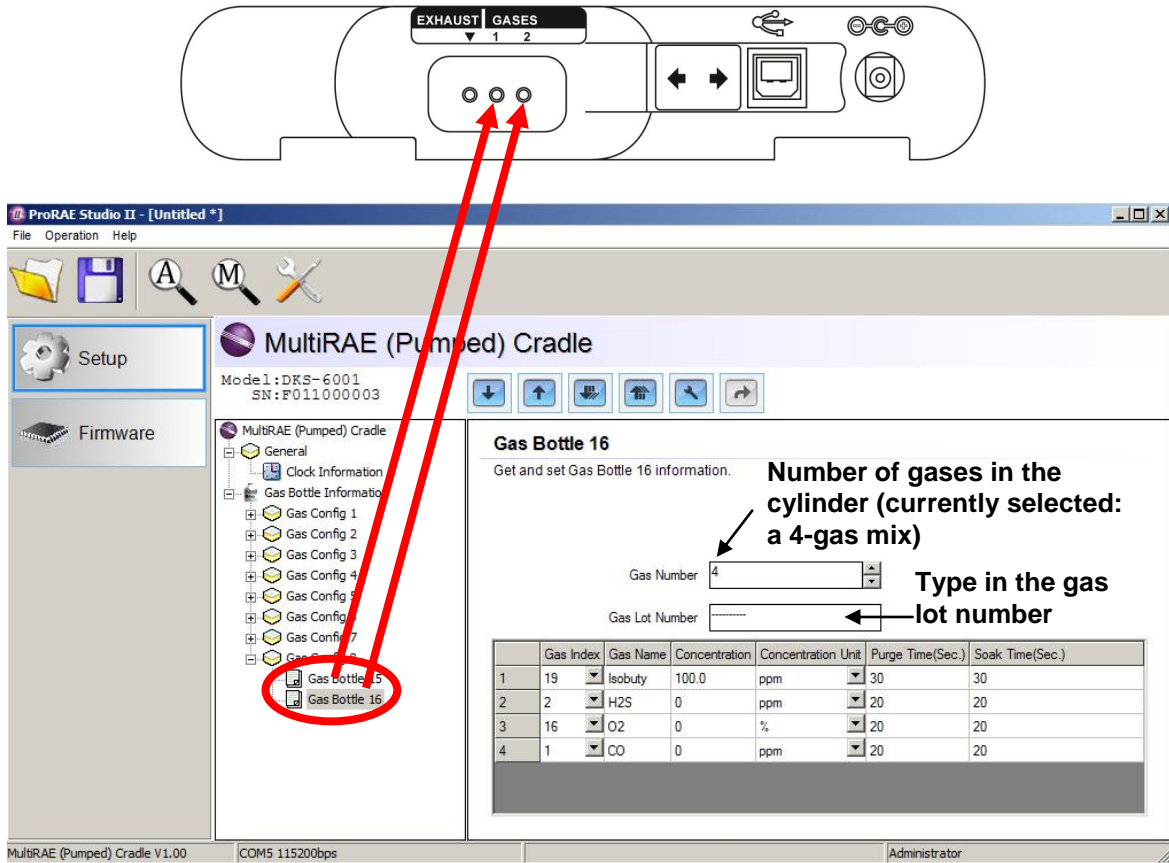 EXHAUST GASES
▼ 1 2
ProRAE Studio II - [Untitled *]
File Operation Help
A M
Setup
Firmware
MultiRAE (Pumped) Cradle
Model:DKS-6001
SN:F011000003
MultiRAE (Pumped) Cradle
General
Clock Information
Gas Bottle Informatio
Gas Config 1
Gas Config 2
Gas Config 3
Gas Config 4
Gas Config 5
Gas Config
Gas Config 7
Gas Config
Gas Bottle 15
Gas Bottle 16
Gas Bottle 16
Get and set Gas Bottle 16 information.
Number of gases in the
cylinder (currently selected:
a 4-gas mix)
Gas Number 4
Type in the gas
lot number
Gas Lot Number ----------
Gas Index Gas Name Concentration Concentration Unit Purge Time(Sec.) Soak Time(Sec.)
1 19 Isobuty 100.0 ppm 30 30
2 2 H2S 0 ppm 20 20
3 16 O2 0 % 20 20
4 1 CO 0 ppm 20 20
MultiRAE (Pumped) Cradle V1.00 COM5 115200bps Administrator